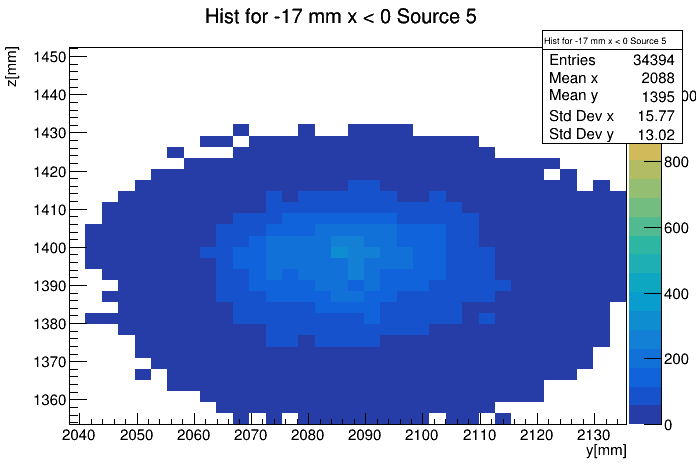 Hist for -17 mm x < 0 Source 5
Hist for -17 mm x < 0 Source 5
Entries 34394
Mean x 2088
Mean y 1395
Std Dev x 15.77
Std Dev y 13.02
z[mm]
1450
1440
1430
1420
1410
1400
1390
1380
1370
1360
00
800
600
400
200
0
2040 2050 2060 2070 2080 2090 2100 2110 2120 2130
y[mm]